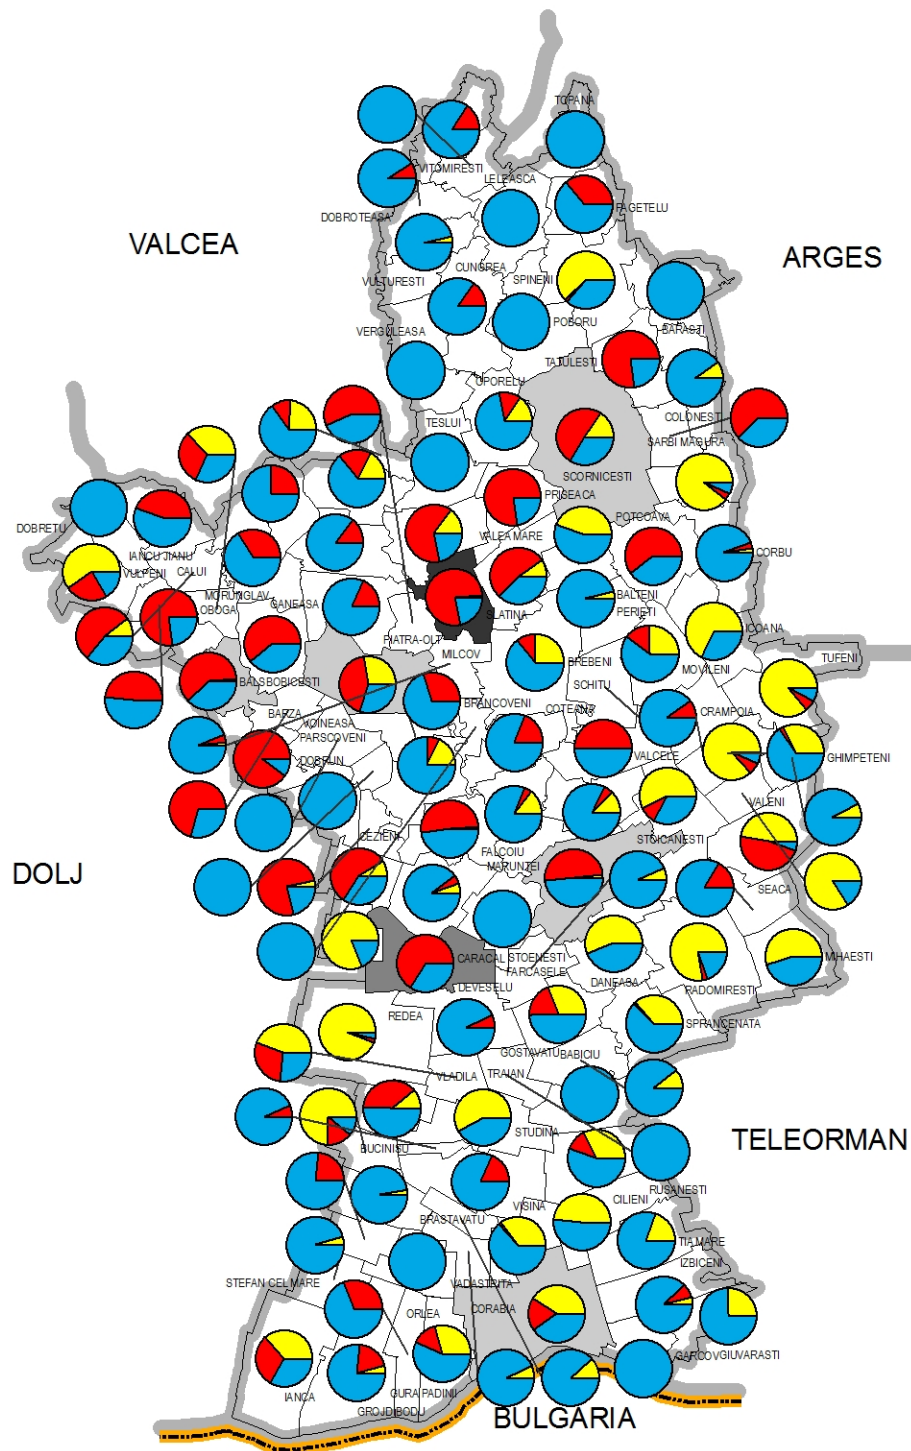 TOPANA
VITOMIRESTI
LELEASCA
DOBROTEASA
FAGETELU
VALCEA
ARGES
CUNGREA
SPINENI
VULTURESTI
POBORU
BARASTI
VERGULEASA
TATULESTI
UPORELU
COLONESTI
TESLUI
SARBI MAGURA
SCORNICESTI
PRISEACA
POTCOAVA
DOBRETU
VALEA MARE
IANCU JIANU
CORBU
VULPENI
CALUI
MORUNGLAV
BALTENI
OBOGA
GANEASA
SLATINA
PERIETI
ICOANA
PIATRA-OLT
MILCOV
BREBENI
MOVILENI
TUFENI
BALS
BOBICESTI
SCHITU
BARZA
BRANCOVENI
COTEANA
CRAMPOIA
VOINEASA
PARSCOVENI
VALCELE
GHIMPETENI
DOBRUN
VALENI
CEZIENI
FALCOIU
STOICANESTI
MARUNTEI
DOLJ
SEACA
CARACAL
STOENESTI
MIHAESTI
FARCASELE
DANEASA
DEVESELU
RADOMIRESTI
REDEA
SPRANCENATA
GOSTAVATU
BABICIU
VLADILA
TRAIAN
STUDINA
TELEORMAN
BUCINISU
CILIENI
RUSANESTI
VISINA
BRASTAVATU
TIA MARE
IZBICENI
STEFAN CEL MARE
VADASTRITA
ORLEA
CORABIA
GARCOV
GIUVARASTI
IANCA
GURA PADINII
GROJDIBODU
BULGARIA